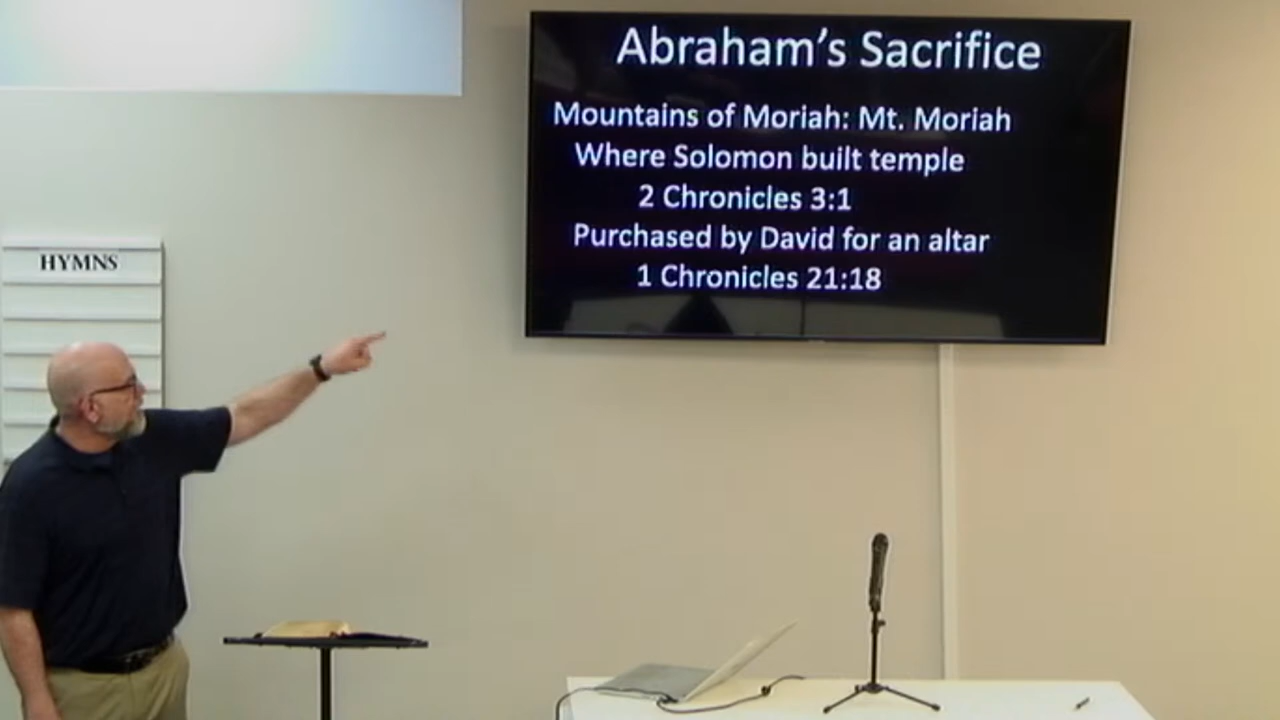 Abraham's Sacrifice
Mountains of Moriah: Mt. Moriah
Where Solomon built temple
2 Chronicles 3:1
Purchased by David for an altar
1 Chronicles 21:18
HYMNS